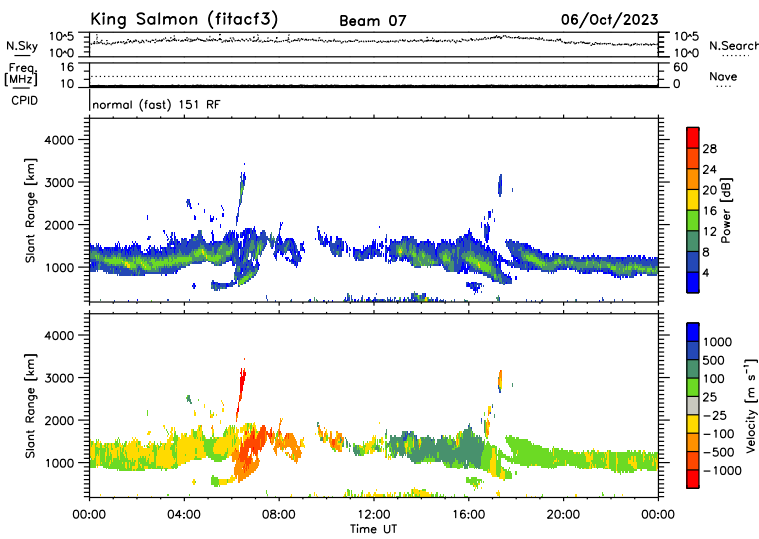 King Salmon (fitacf3) Beam 07 06/Oct/2023
N.Sky 10^5 10^0 10^5 10^0 N.Search
Freq [MHz] 16 10 60 0 Nave
CPID normal (fast) 151 RF
Slant Range [km] 4000 3000 2000 1000
28 24 20 16 12 8 4 Power [dB]
Slant Range [km] 4000 3000 2000 1000
1000 500 100 25 −25 −100 −500 −1000 Velocity [m s⁻¹]
00:00 04:00 08:00 12:00 16:00 20:00 00:00
Time UT